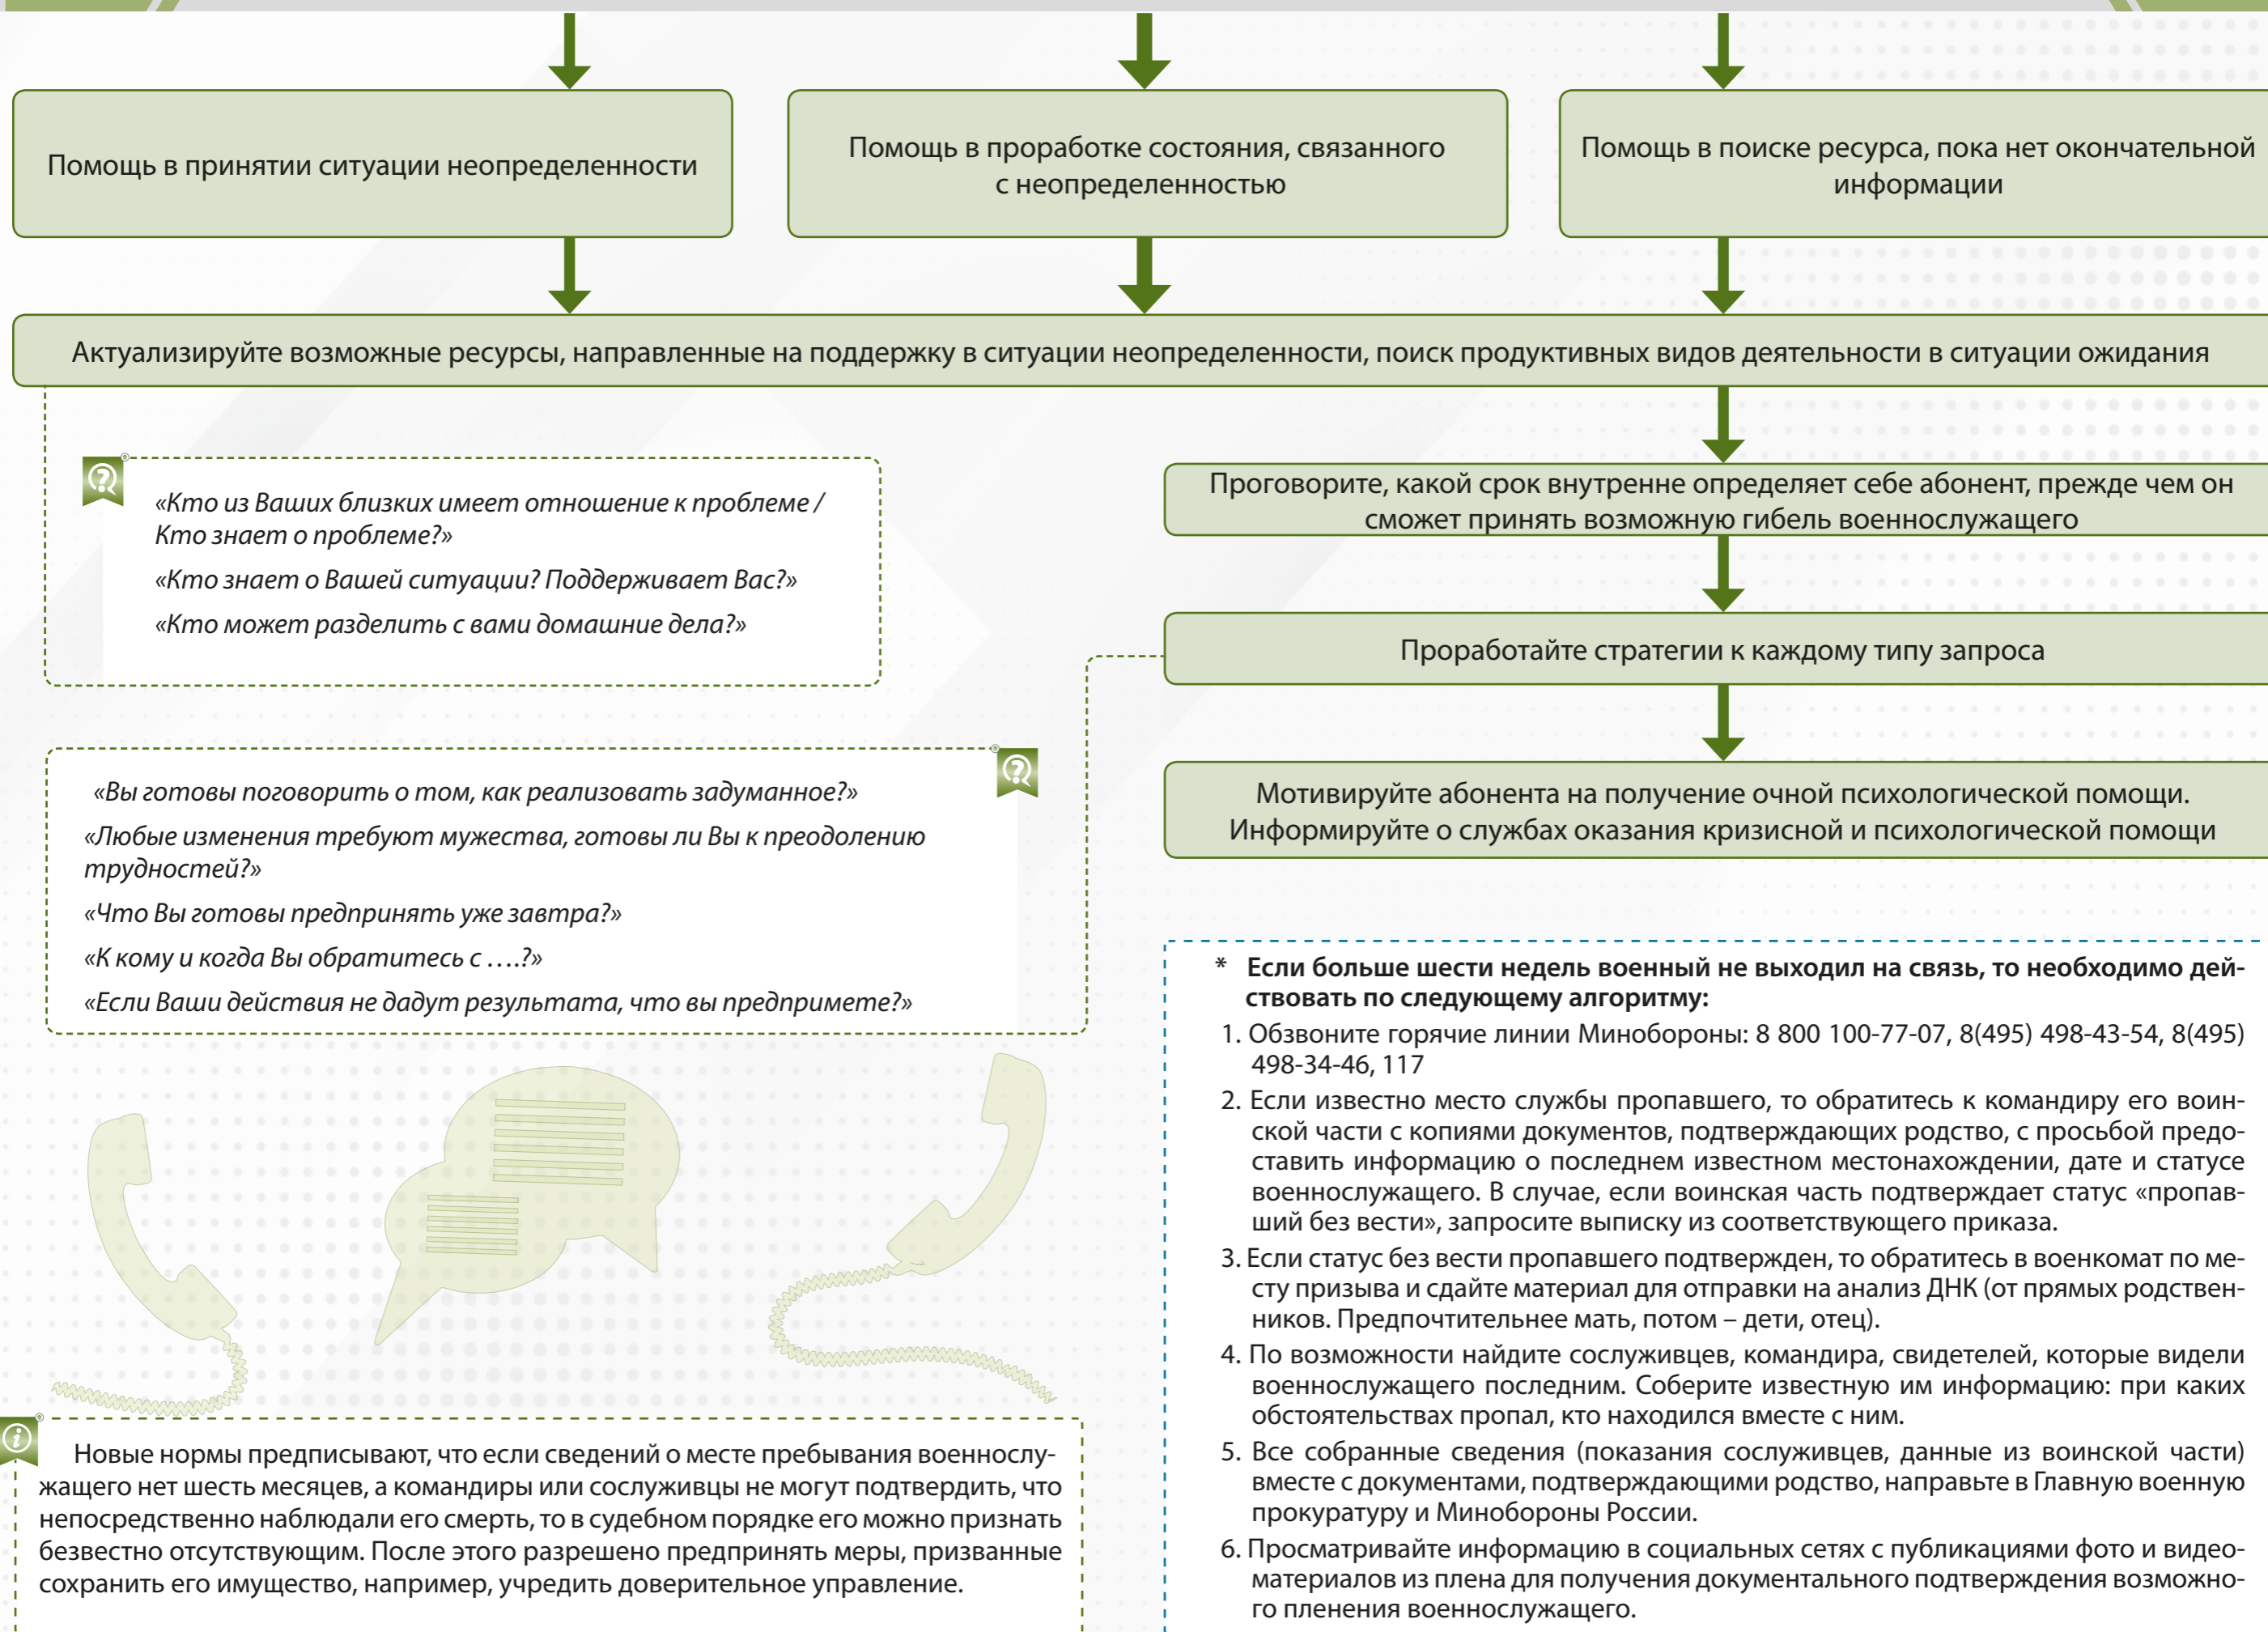 Помощь в принятии ситуации неопределенности
Помощь в проработке состояния, связанного
с неопределенностью
Помощь в поиске ресурса, пока нет окончательной
информации
Актуализируйте возможные ресурсы, направленные на поддержку в ситуации неопределенности, поиск продуктивных видов деятельности в ситуации ожидания
«Кто из Ваших близких имеет отношение к проблеме /
Кто знает о проблеме?»
«Кто знает о Вашей ситуации? Поддерживает Вас?»
«Кто может разделить с вами домашние дела?»
Проговорите, какой срок внутренне определяет себе абонент, прежде чем он
сможет принять возможную гибель военнослужащего
Проработайте стратегии к каждому типу запроса
Мотивируйте абонента на получение очной психологической помощи.
Информируйте о службах оказания кризисной и психологической помощи
«Вы готовы поговорить о том, как реализовать задуманное?»
«Любые изменения требуют мужества, готовы ли Вы к преодолению
трудностей?»
«Что Вы готовы предпринять уже завтра?»
«К кому и когда Вы обратитесь с ….?»
«Если Ваши действия не дадут результата, что вы предпримете?»
* Если больше шести недель военный не выходил на связь, то необходимо дей-
ствовать по следующему алгоритму:
1. Обзвоните горячие линии Минобороны: 8 800 100-77-07, 8(495) 498-43-54, 8(495)
498-34-46, 117
2. Если известно место службы пропавшего, то обратитесь к командиру его воин-
ской части с копиями документов, подтверждающих родство, с просьбой предо-
ставить информацию о последнем известном местонахождении, дате и статусе
военнослужащего. В случае, если воинская часть подтверждает статус «пропав-
ший без вести», запросите выписку из соответствующего приказа.
3. Если статус без вести пропавшего подтвержден, то обратитесь в военкомат по ме-
сту призыва и сдайте материал для отправки на анализ ДНК (от прямых родствен-
ников. Предпочтительнее мать, потом – дети, отец).
4. По возможности найдите сослуживцев, командира, свидетелей, которые видели
военнослужащего последним. Соберите известную им информацию: при каких
обстоятельствах пропал, кто находился вместе с ним.
5. Все собранные сведения (показания сослуживцев, данные из воинской части)
вместе с документами, подтверждающими родство, направьте в Главную военную
прокуратуру и Минобороны России.
6. Просматривайте информацию в социальных сетях с публикациями фото и видео-
материалов из плена для получения документального подтверждения возможно-
го пленения военнослужащего.
Новые нормы предписывают, что если сведений о месте пребывания военнослу-
жащего нет шесть месяцев, а командиры или сослуживцы не могут подтвердить, что
непосредственно наблюдали его смерть, то в судебном порядке его можно признать
безвестно отсутствующим. После этого разрешено предпринять меры, призванные
сохранить его имущество, например, учредить доверительное управление.